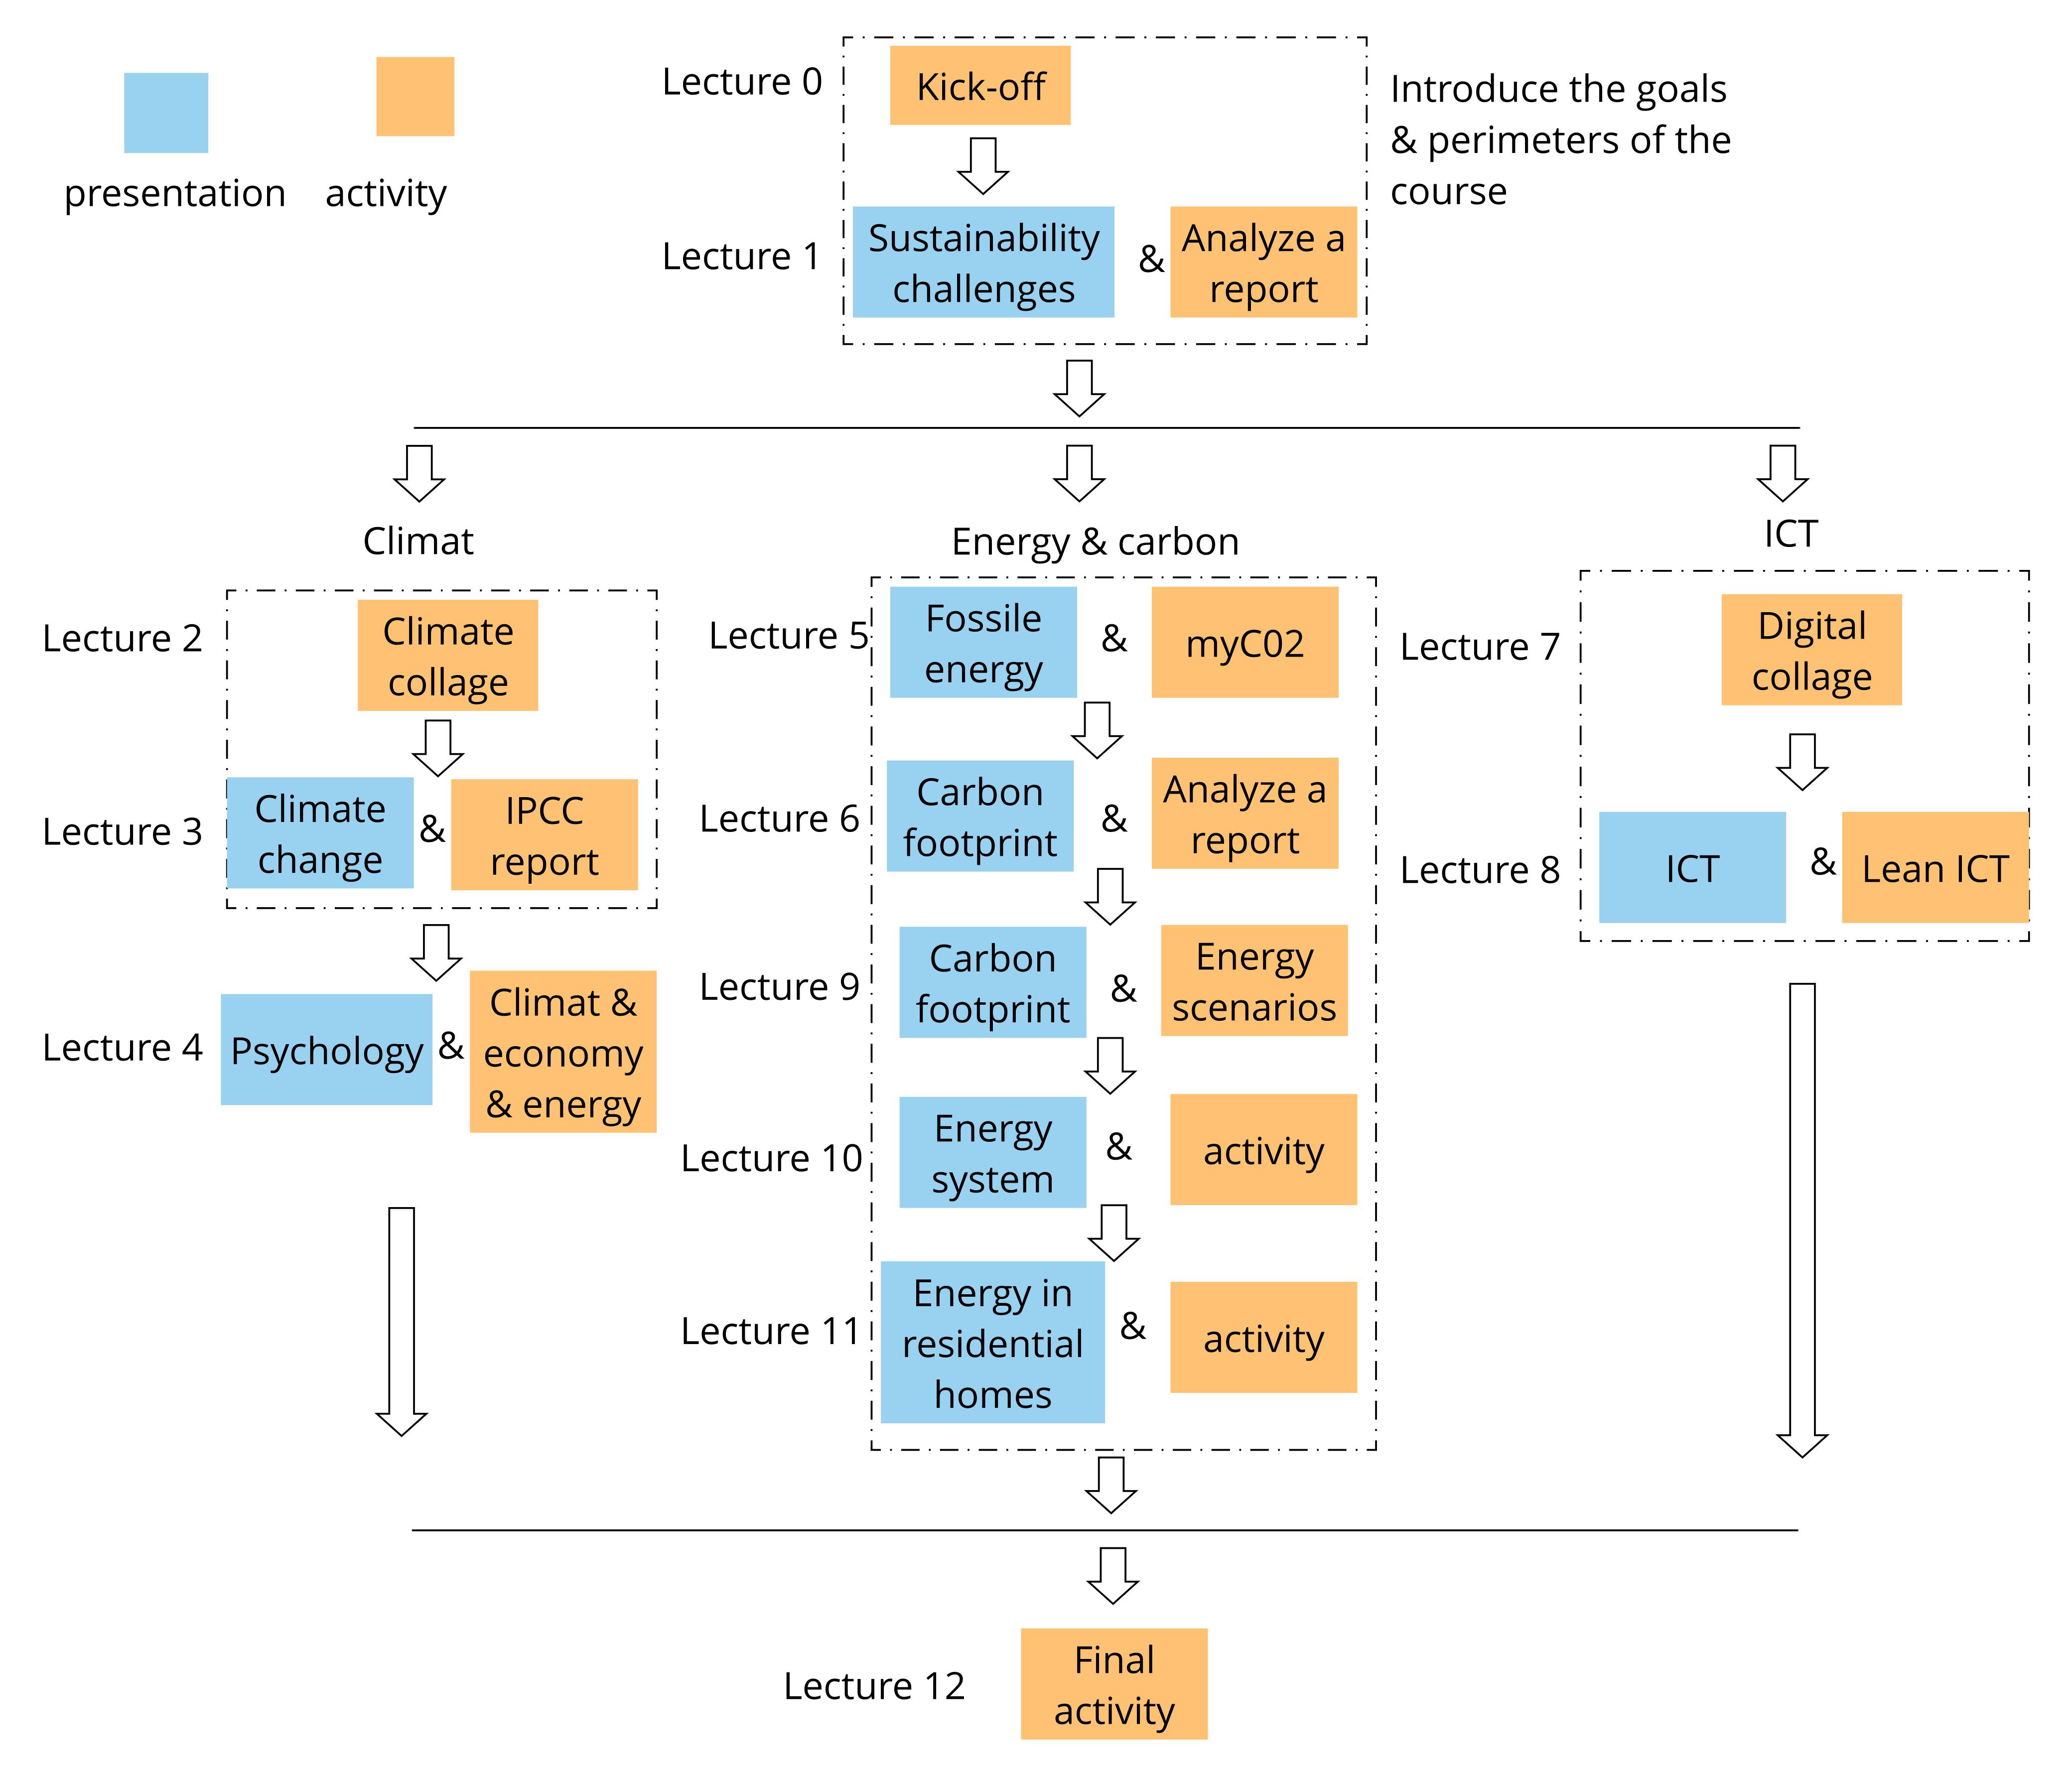 presentation
activity
Lecture 0
Kick-off
Introduce the goals
& perimeters of the
course
Lecture 1
Sustainability
challenges
&
Analyze a
report
Climat
Lecture 2
Climate
collage
Lecture 3
Climate
change
&
IPCC
report
Lecture 4
Psychology
&
Climat &
economy
& energy
Energy & carbon
Lecture 5
Fossile
energy
&
myC02
Lecture 6
Carbon
footprint
&
Analyze a
report
Lecture 9
Carbon
footprint
&
Energy
scenarios
Lecture 10
Energy
system
&
activity
Lecture 11
Energy in
residential
homes
&
activity
ICT
Lecture 7
Digital
collage
Lecture 8
ICT
&
Lean ICT
Lecture 12
Final
activity